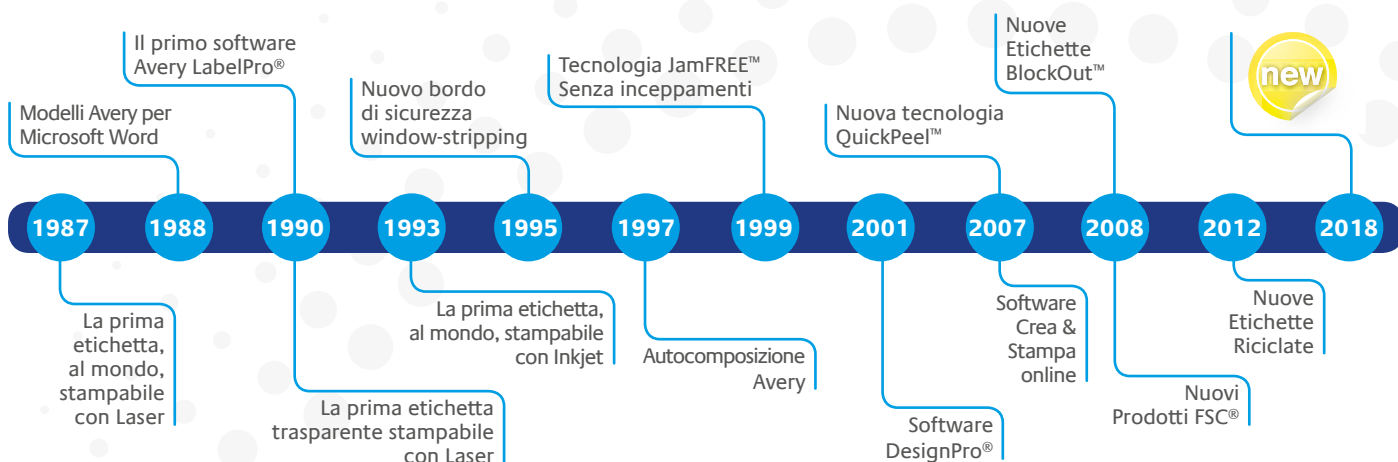 Il primo software
Avery LabelPro®
Modelli Avery per
Microsoft Word
Nuovo bordo
di sicurezza
window-stripping
Tecnologia JamFREE™
Senza inceppamenti
Nuova tecnologia
QuickPeel™
Nuove
Etichette
BlockOut™
new
1987
1988
1990
1993
1995
1997
1999
2001
2007
2008
2012
2018
La prima
etichetta,
al mondo,
stampabile
con Laser
La prima etichetta
trasparente stampabile
con Laser
La prima etichetta,
al mondo, stampabile
con Inkjet
Autocomposizione
Avery
Software
DesignPro®
Software
Crea &
Stampa
online
Nuovi
Prodotti FSC®
Nuove
Etichette
Riciclate